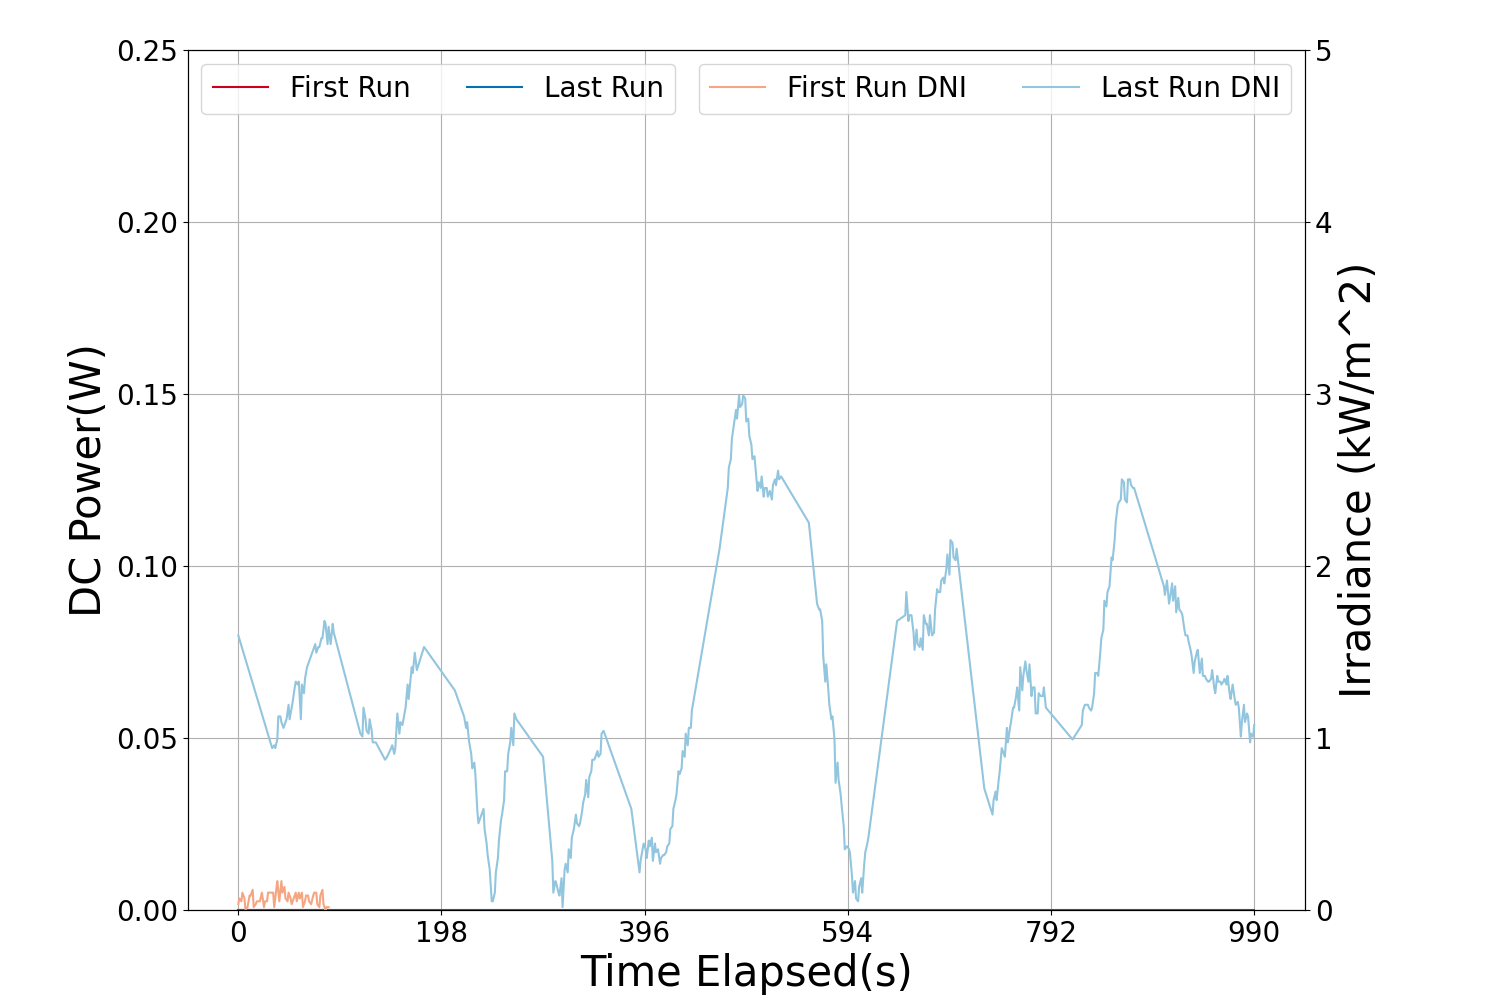 First Run
Last Run
First Run DNI
Last Run DNI
DC Power(W)
0.25
0.20
0.15
0.10
0.05
0.00
5
4
3
2
1
0
Irradiance (kW/m^2)
0 198 396 594 792 990
Time Elapsed(s)